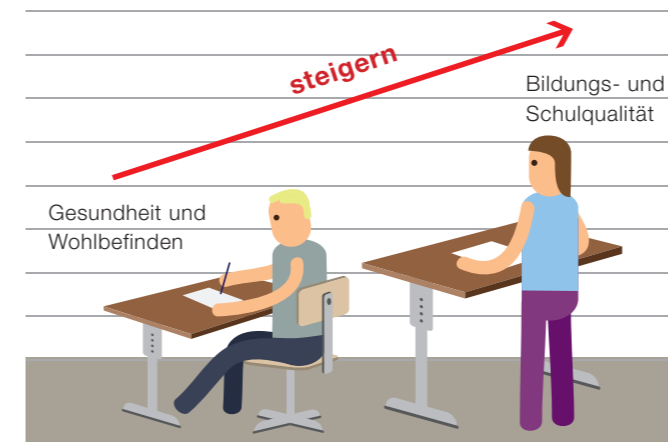 steigern
Bildungs- und
Schulqualität
Gesundheit und
Wohlbefinden